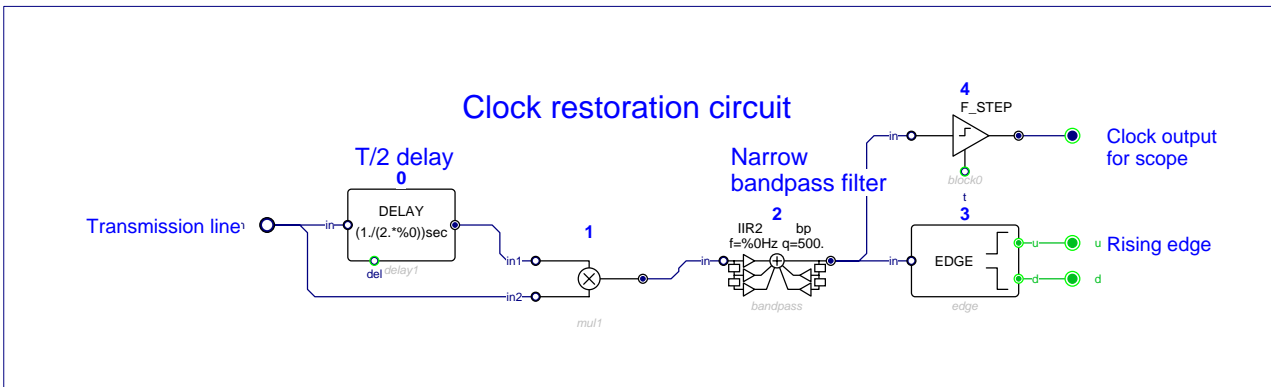 Clock restoration circuit
4
F_STEP
in
Clock output
for scope
block0
t
T/2 delay
0
DELAY
(1./(2.*%0))sec
in
del
delay1
Transmission line
1
in1
in2
mul1
Narrow
bandpass filter
2
IIR2 bp
f=%0Hz q=500.
in
bandpass
3
EDGE
in
u
u
Rising edge
d
d
edge